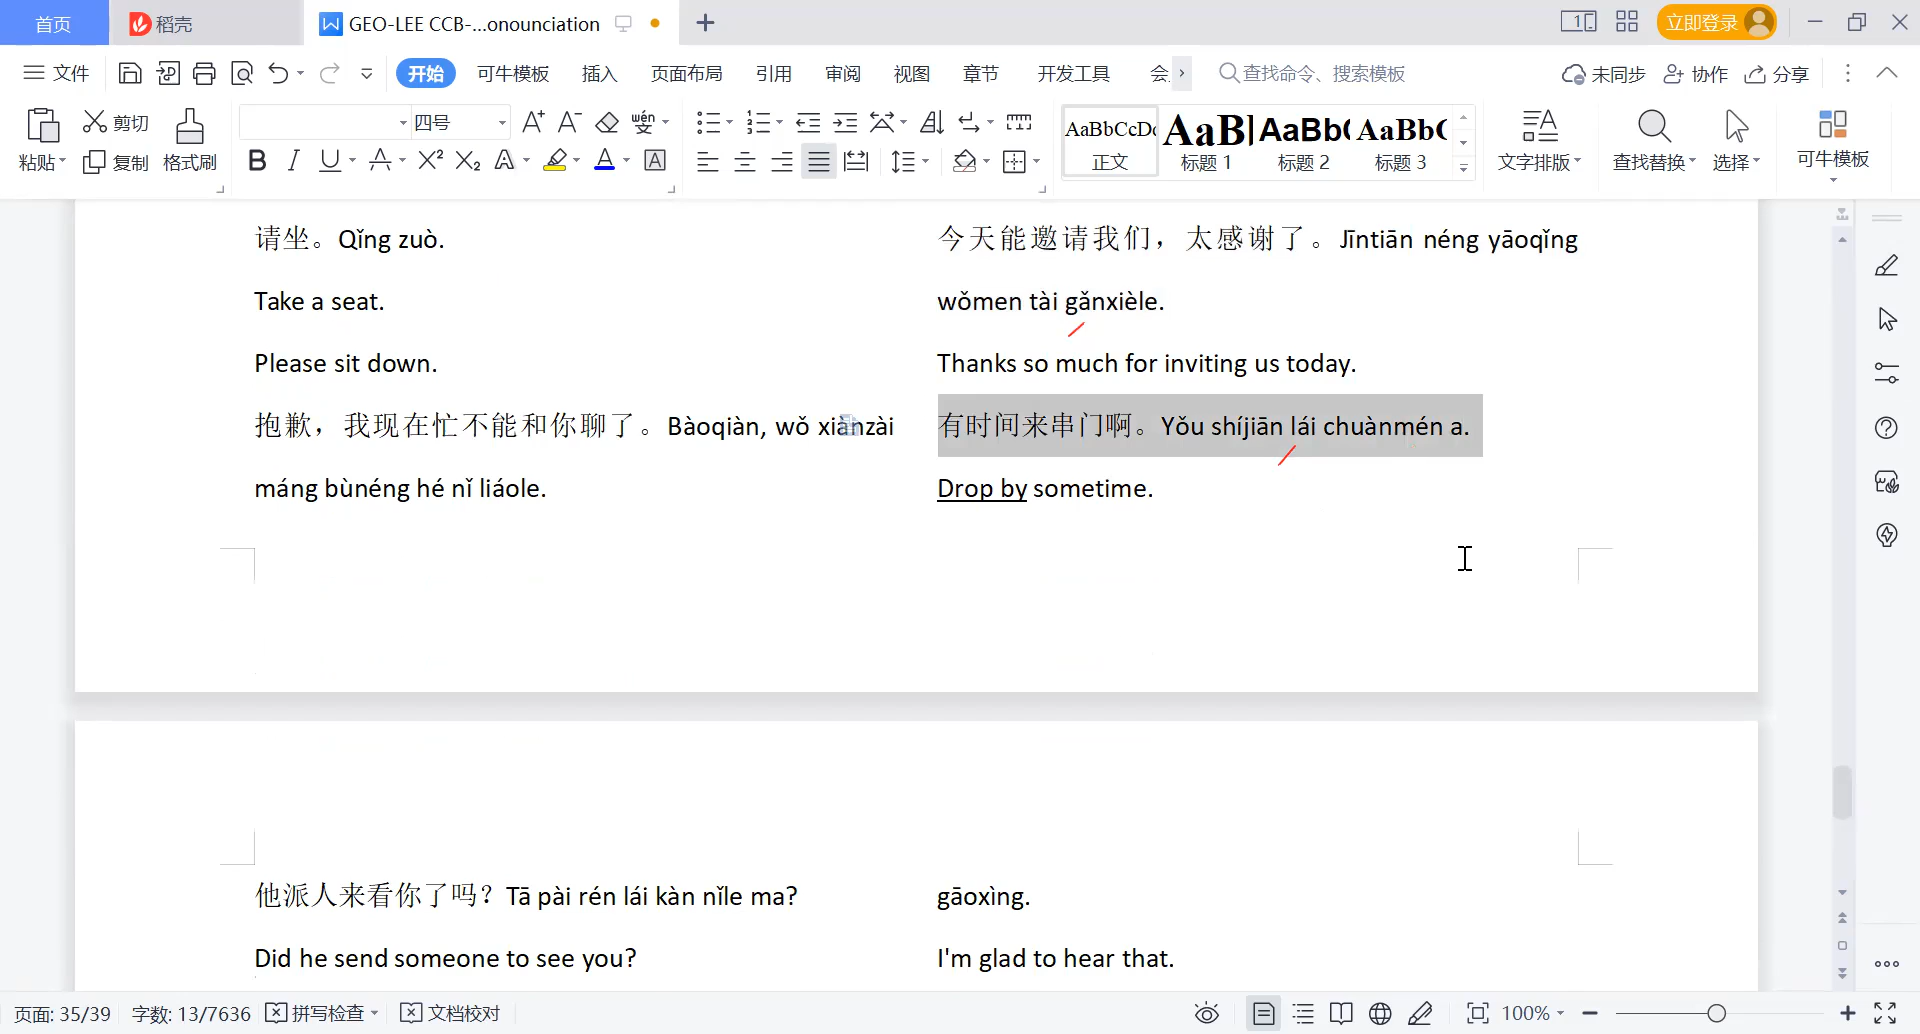 首页
稻壳
GEO-LEE CCB-...onounciation
立即登录
文件
开始
可牛模板
插入
页面布局
引用
审阅
视图
章节
开发工具
会
查找命令、搜索模板
未同步
协作
分享
粘贴
剪切
复制
格式刷
四号
AaBbCcDd
正文
AaBl
标题 1
AaBb(
标题 2
AaBb(
标题 3
文字排版
查找替换
选择
可牛模板
请坐。Qǐng zuò.
Take a seat.
Please sit down.
抱歉，我现在忙不能和你聊了。Bàoqiàn, wǒ xiànzài
máng bùnéng hé nǐ liáole.
今天能邀请我们，太感谢了。Jīntiān néng yāoqǐng
wǒmen tài gǎnxièle.
Thanks so much for inviting us today.
有时间来串门啊。Yǒu shíjiān lái chuànmén a.
Drop by sometime.
他派人来看你了吗？Tā pài rén lái kàn nǐle ma?
Did he send someone to see you?
gāoxìng.
I'm glad to hear that.
页面: 35/39
字数: 13/7636
拼写检查
文档校对
100%